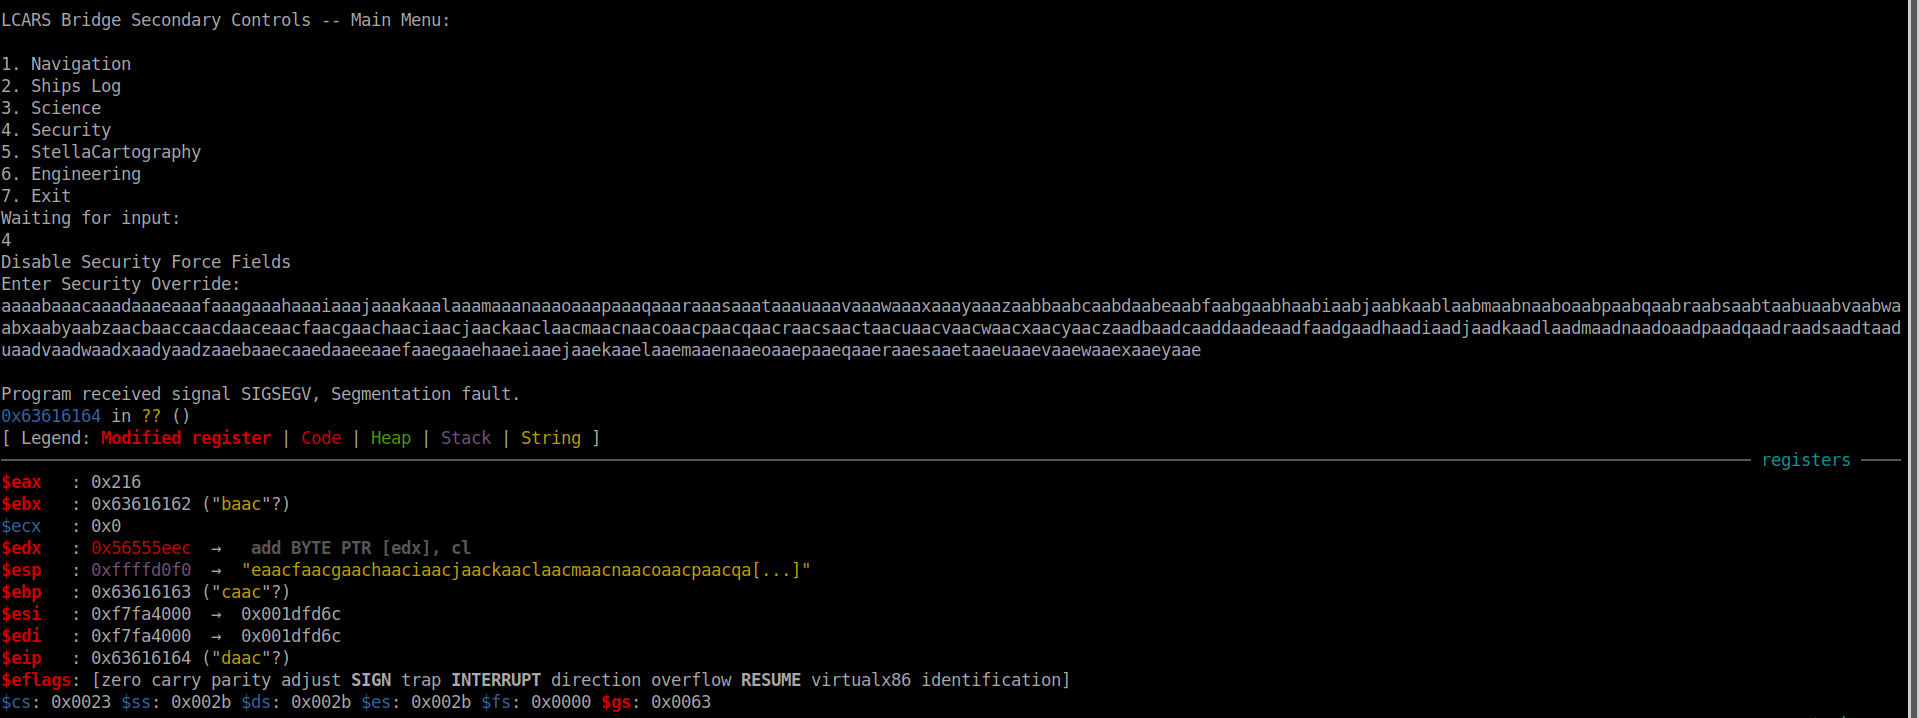 LCARS Bridge Secondary Controls -- Main Menu:
1. Navigation
2. Ships Log
3. Science
4. Security
5. StellaCartography
6. Engineering
7. Exit
Waiting for input:
4
Disable Security Force Fields
Enter Security Override:
aaaabaaacaaadaaaeaaafaaagaaahaaaiaaajaaakaaalaaamaaanaaaoaaapaaaqaaaraaasaaataaauaaavaaawaaaxaaayaaazaabbaabcaabdaabeaabfaabgaabhaabiaabjaabkaablaabmaabnaaboaabpaabqaabraabsaabtaabuaabvaabwa
abxaabyaabzaacbaaccaacdaaceaacfaacgaachaaciaacjaackaaclaacmaacnaacoaacpaacqaacraacsaactaacuaacvaacwaacxaacyaaczaadbaadcaaddaadeaadfaadgaadhaadiaadjaadkaadlaadmaadnaadoaadpaadqaadraadsaadtaad
uaadvaadwaadxaadyaadzaaebaaecaaedaaeeaaefaaegaaehaaeiaaejaaekaaelaaemaaenaaeoaaepaaeqaaeraaesaaetaaeuaaevaaewaaexaaeyaae
Program received signal SIGSEGV, Segmentation fault.
0x63616164 in ?? ()
[ Legend: Modified register | Code | Heap | Stack | String ]
registers
$eax   : 0x216
$ebx   : 0x63616162 ("baac"?)
$ecx   : 0x0
$edx   : 0x56555eec  →   add BYTE PTR [edx], cl
$esp   : 0xffffd0f0  →  "eaacfaacgaachaaciaacjaackaaclaacmaacnaacoaacpaacqa[...]"
$ebp   : 0x63616163 ("caac"?)
$esi   : 0xf7fa4000  →  0x001dfd6c
$edi   : 0xf7fa4000  →  0x001dfd6c
$eip   : 0x63616164 ("daac"?)
$eflags: [zero carry parity adjust SIGN trap INTERRUPT direction overflow RESUME virtualx86 identification]
$cs: 0x0023 $ss: 0x002b $ds: 0x002b $es: 0x002b $fs: 0x0000 $gs: 0x0063